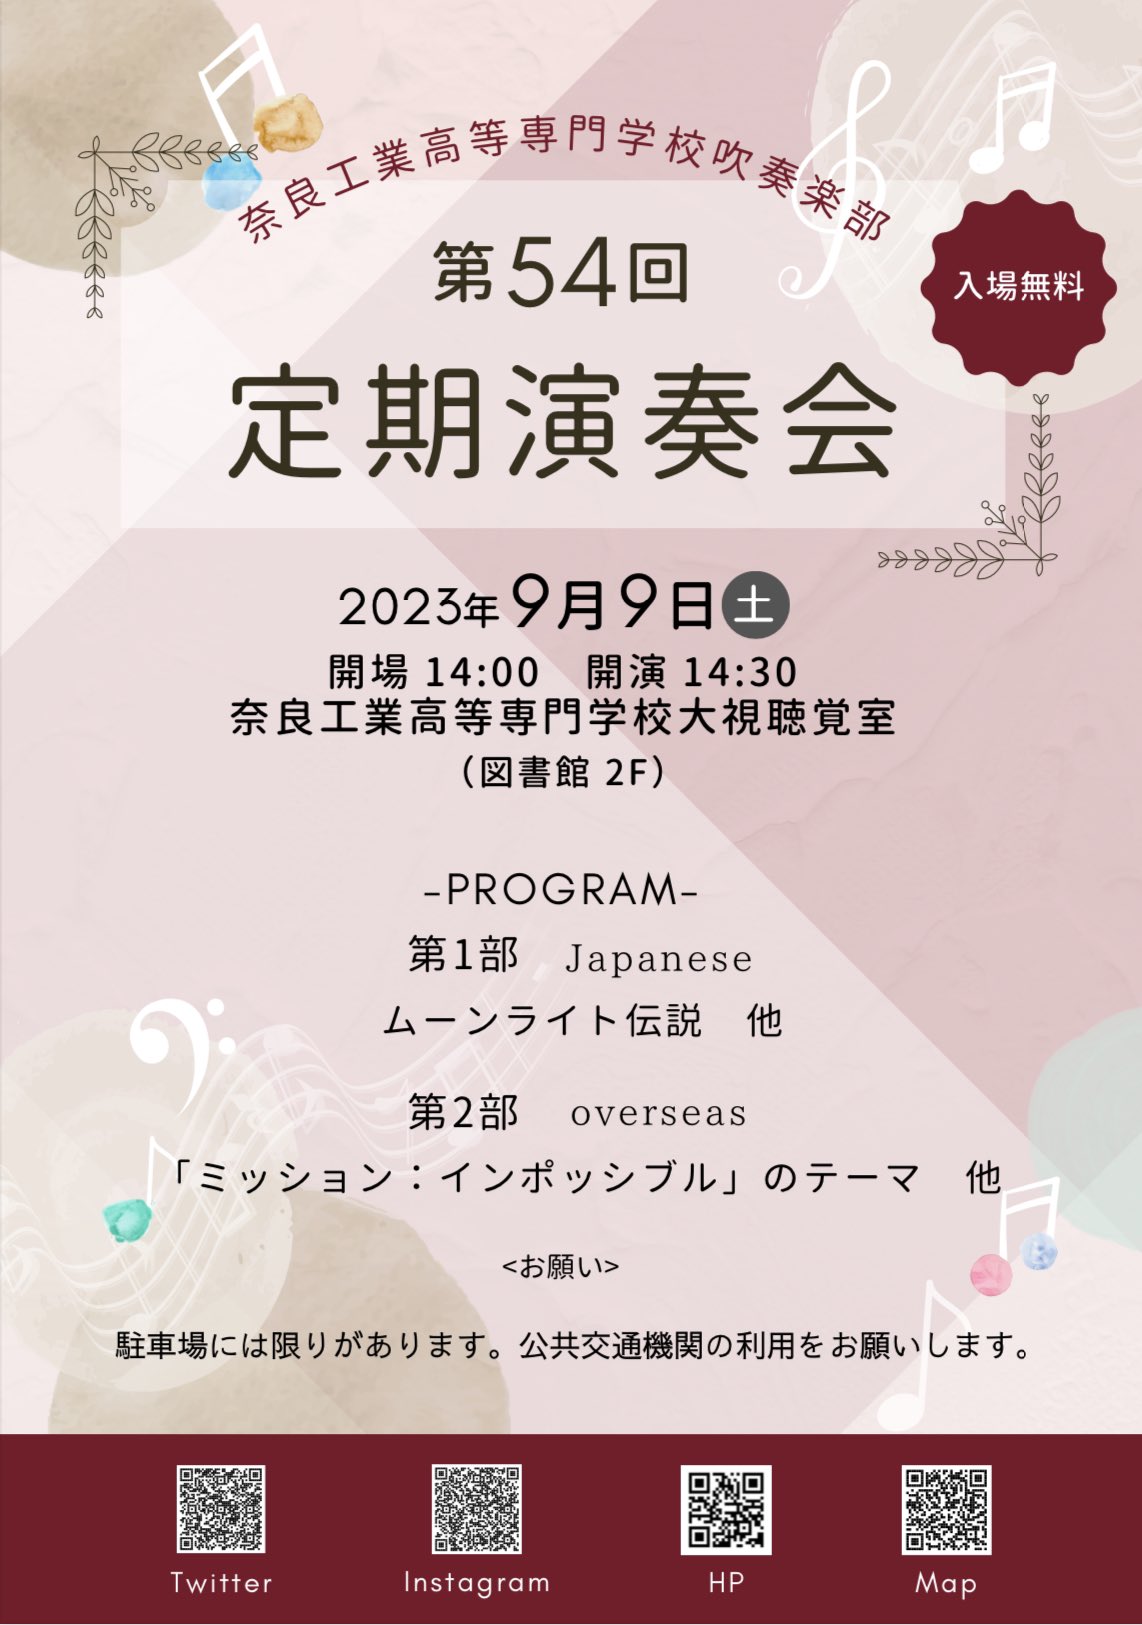 奈良工業高等専門学校吹奏楽部
第54回
入場無料
定期演奏会
2023年9月9日土
開場 14:00　開演 14:30
奈良工業高等専門学校大視聴覚室
（図書館 2F）
-PROGRAM-
第1部　Japanese
ムーンライト伝説　他
第2部　overseas
「ミッション：インポッシブル」のテーマ　他
<お願い>
駐車場には限りがあります。公共交通機関の利用をお願いします。
Twitter　Instagram　HP　Map